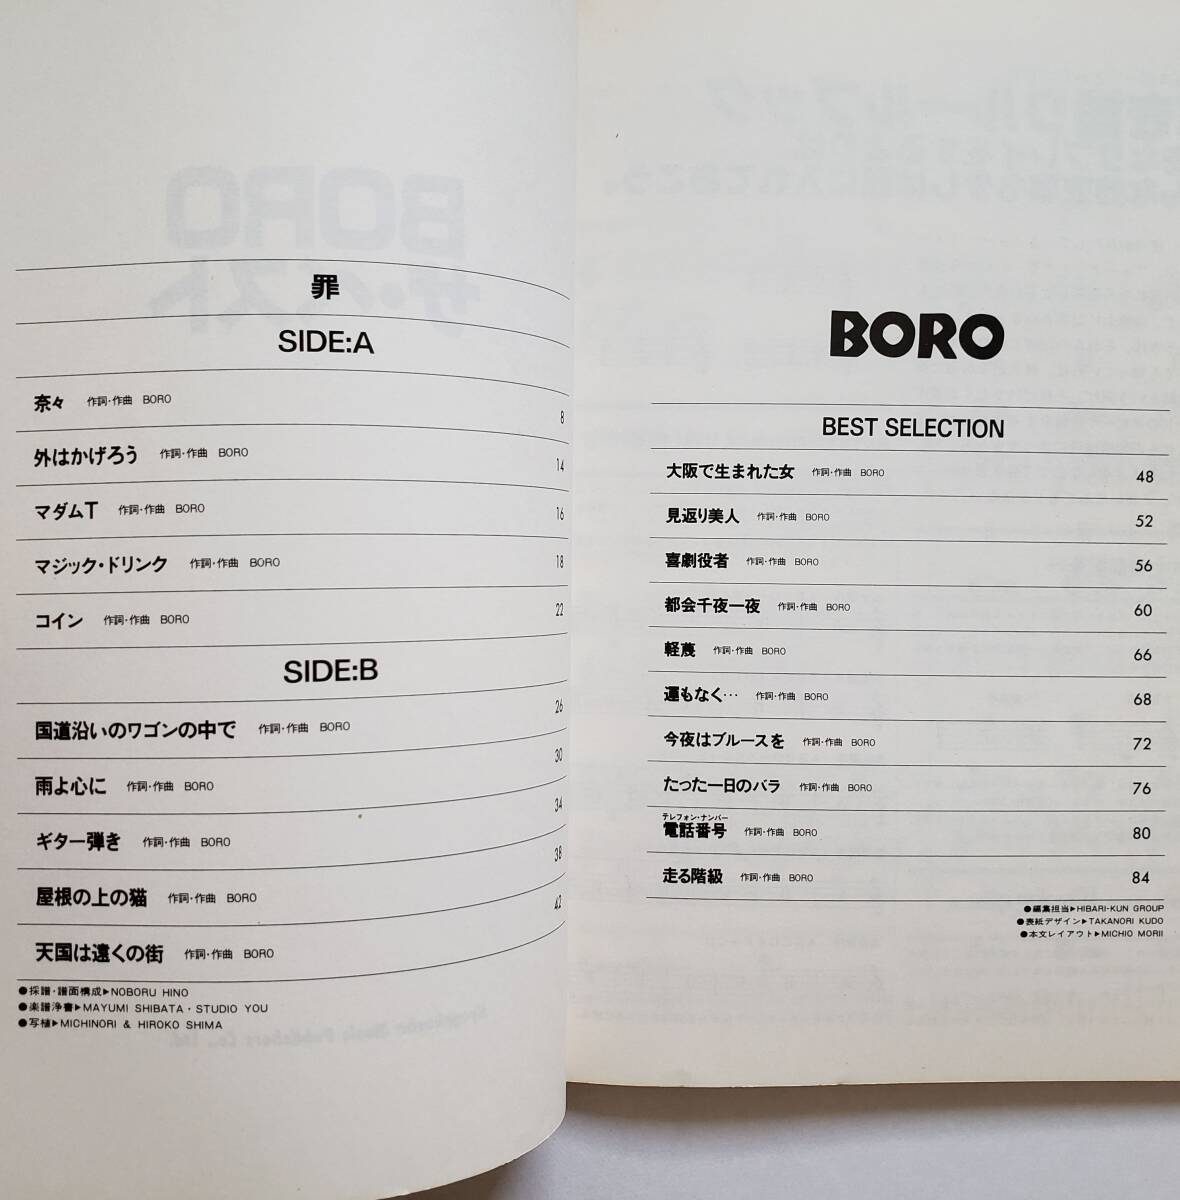 罪
SIDE:A
奈々 作詞・作曲 BORO 8
外はかげろう 作詞・作曲 BORO 14
マダムT 作詞・作曲 BORO 16
マジック・ドリンク 作詞・作曲 BORO 18
コイン 作詞・作曲 BORO 22
SIDE:B
国道沿いのワゴンの中で 作詞・作曲 BORO 26
雨よ心に 作詞・作曲 BORO 30
ギター弾き 作詞・作曲 BORO 34
屋根の上の猫 作詞・作曲 BORO 38
天国は遠くの街 作詞・作曲 BORO 42
●採譜・譜面構成▶NOBORU HINO
●楽譜浄書▶MAYUMI SHIBATA・STUDIO YOU
●写植▶MICHINORI & HIROKO SHIMA
BORO
BEST SELECTION
大阪で生まれた女 作詞・作曲 BORO 48
見返り美人 作詞・作曲 BORO 52
喜劇役者 作詞・作曲 BORO 56
都会千夜一夜 作詞・作曲 BORO 60
軽蔑 作詞・作曲 BORO 66
運もなく… 作詞・作曲 BORO 68
今夜はブルースを 作詞・作曲 BORO 72
たった一日のバラ 作詞・作曲 BORO 76
テレフォン・ナンバー
電話番号 作詞・作曲 BORO 80
走る階級 作詞・作曲 BORO 84
●編集担当▶HIBARI-KUN GROUP
●表紙デザイン▶TAKANORI KUDO
●本文レイアウト▶MICHIO MORII